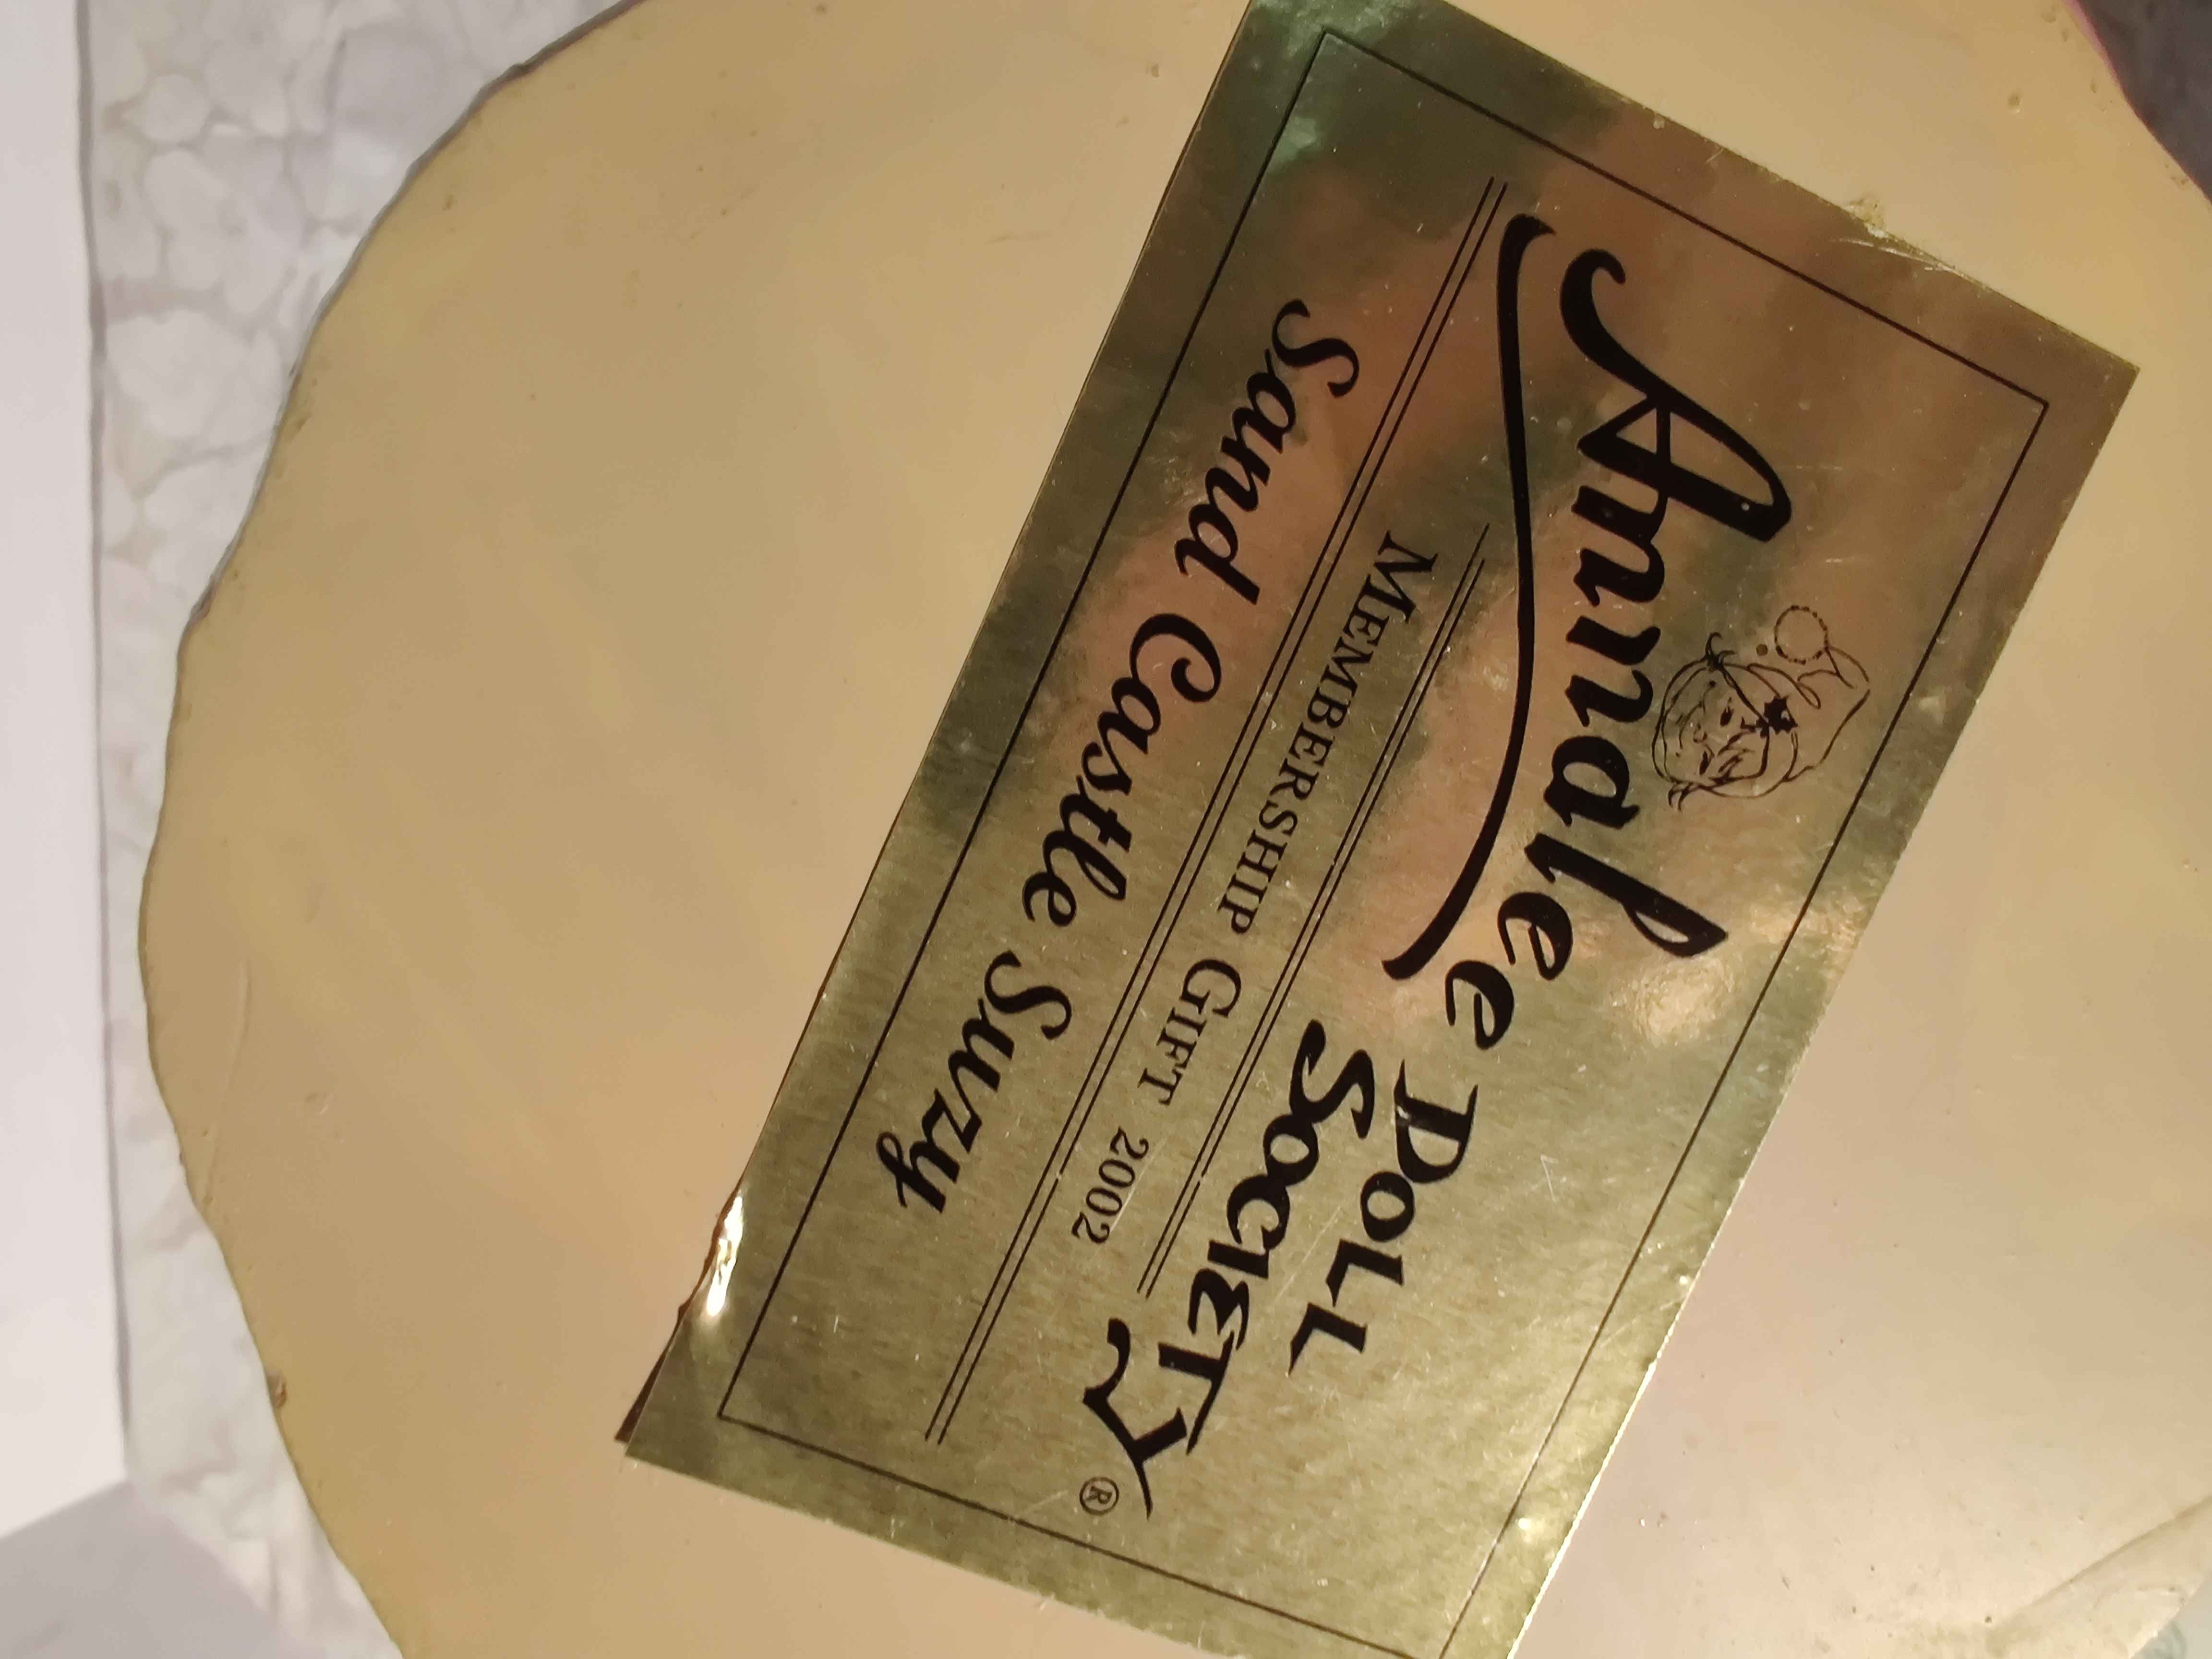 Annalee DOLL
SOCIETY®
MEMBERSHIP GIFT 2002
Sand Castle Suzy